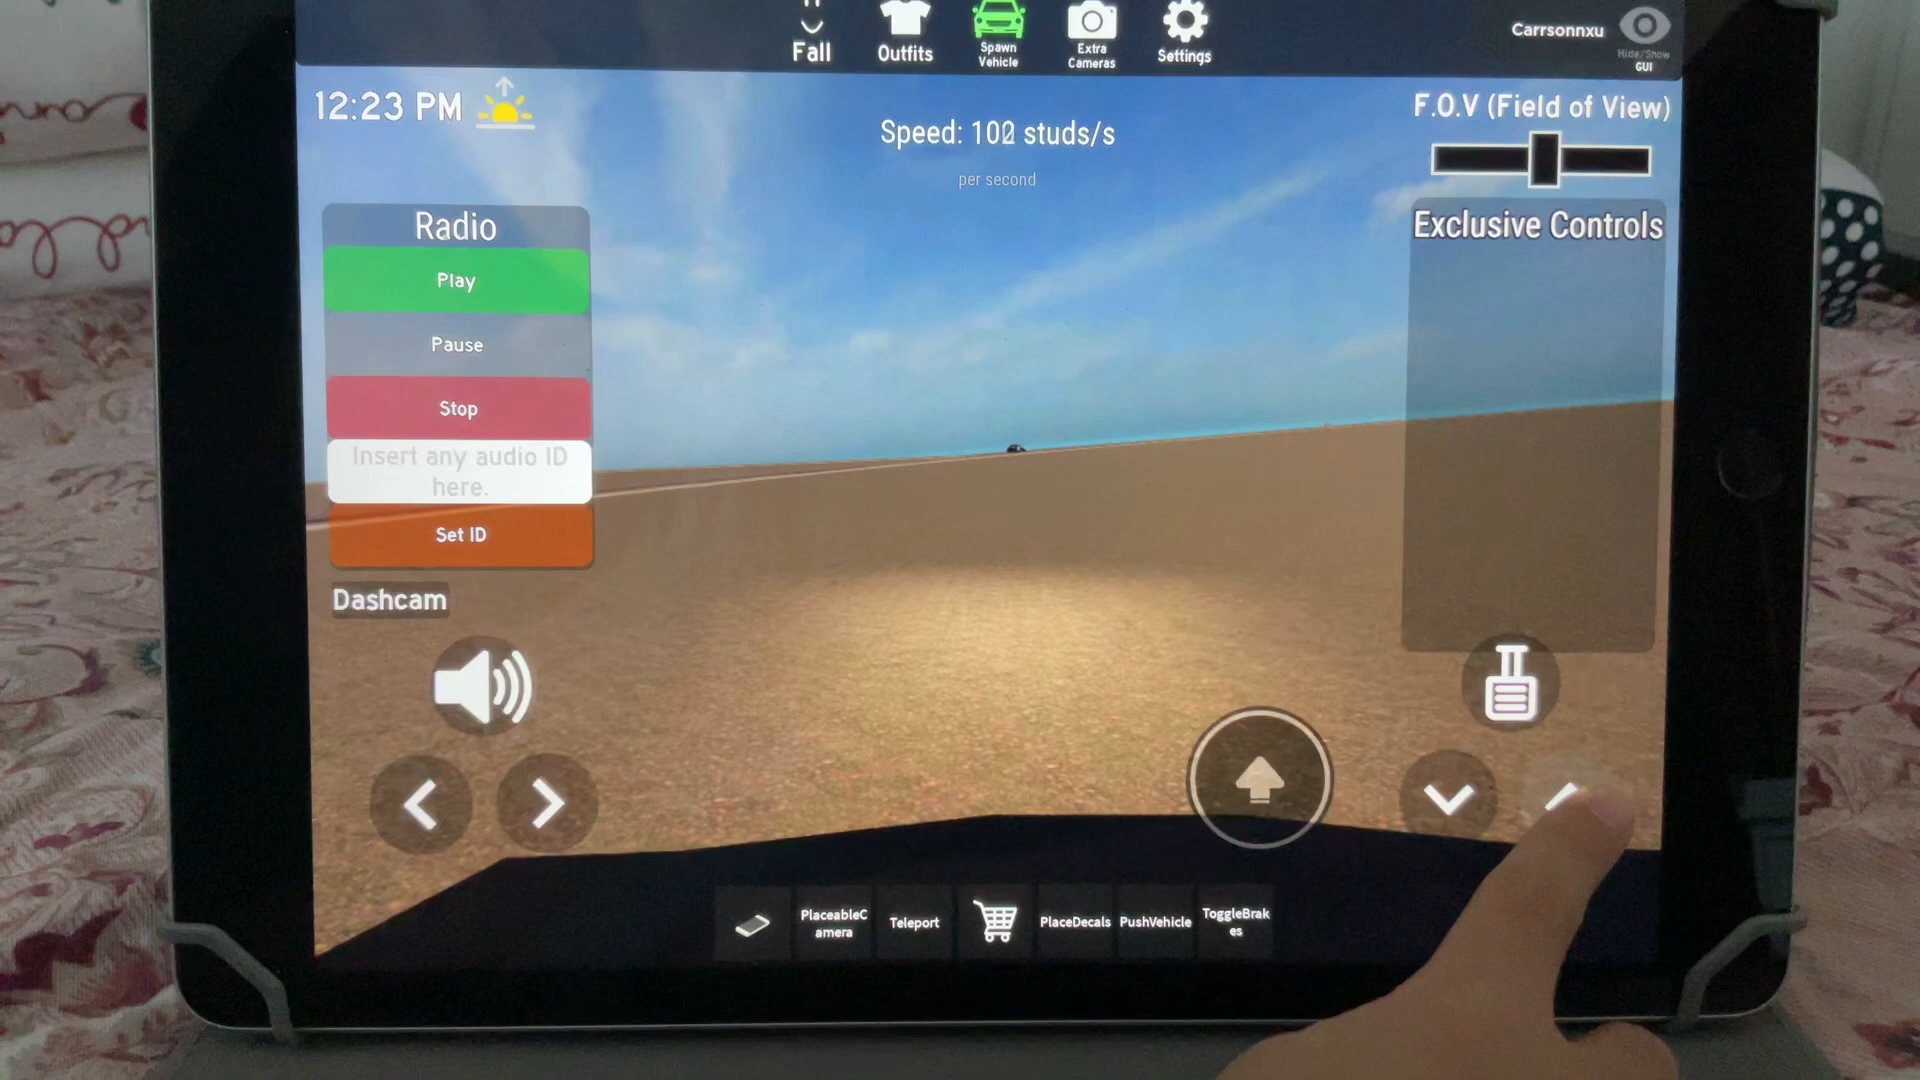 Fall
Outfits
Spawn
Vehicle
Extra
Cameras
Settings
Carrsonnxu
Hide/Show
GUI
12:23 PM
Speed: 102 studs/s
per second
F.O.V (Field of View)
Radio
Play
Pause
Stop
Insert any audio ID
here.
Set ID
Dashcam
Exclusive Controls
PlaceableC
amera
Teleport
PlaceDecals
PushVehicle
ToggleBrak
es